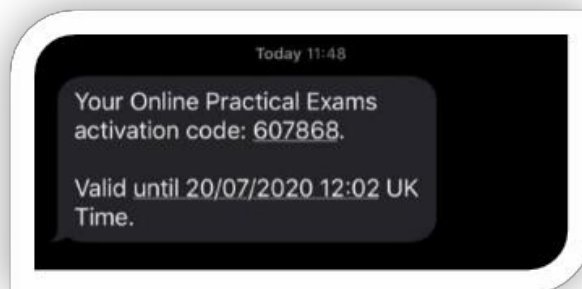 Today 11:48
Your Online Practical Exams
activation code: 607868.
Valid until 20/07/2020 12:02 UK
Time.